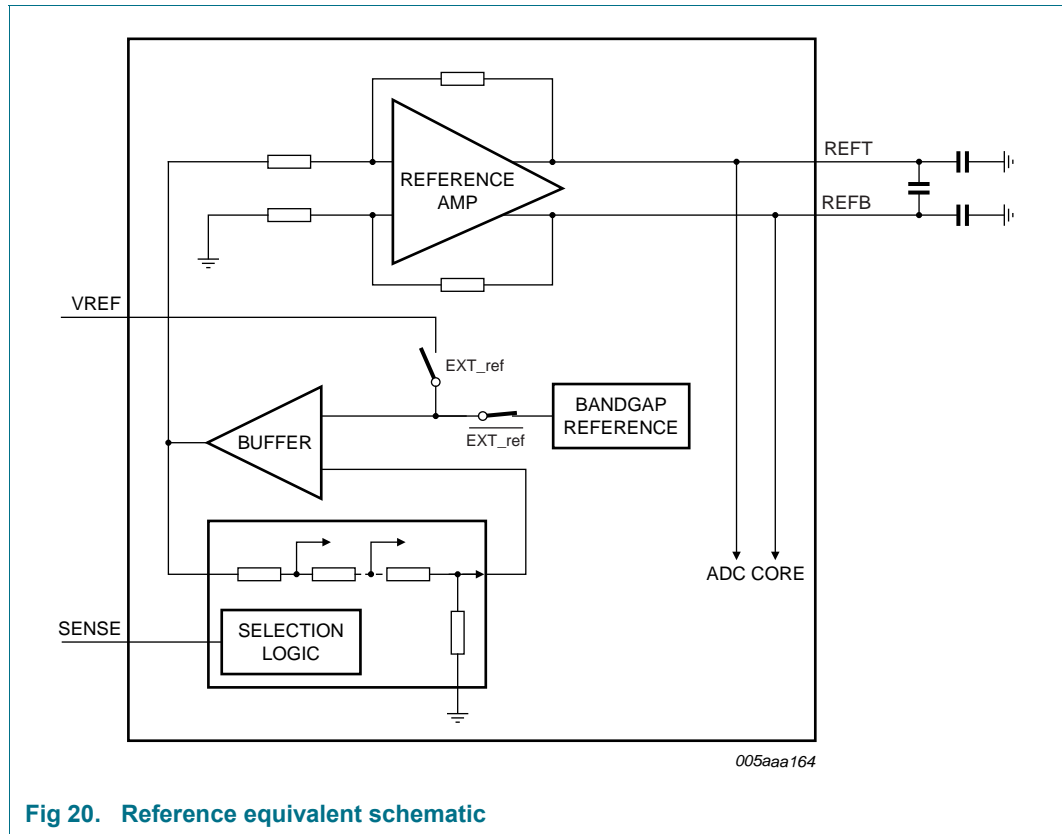 REFERENCE
AMP
REFT
REFB
VREF
EXT_ref
EXT_ref
BANDGAP
REFERENCE
BUFFER
ADC CORE
SENSE
SELECTION
LOGIC
005aaa164
Fig 20. Reference equivalent schematic